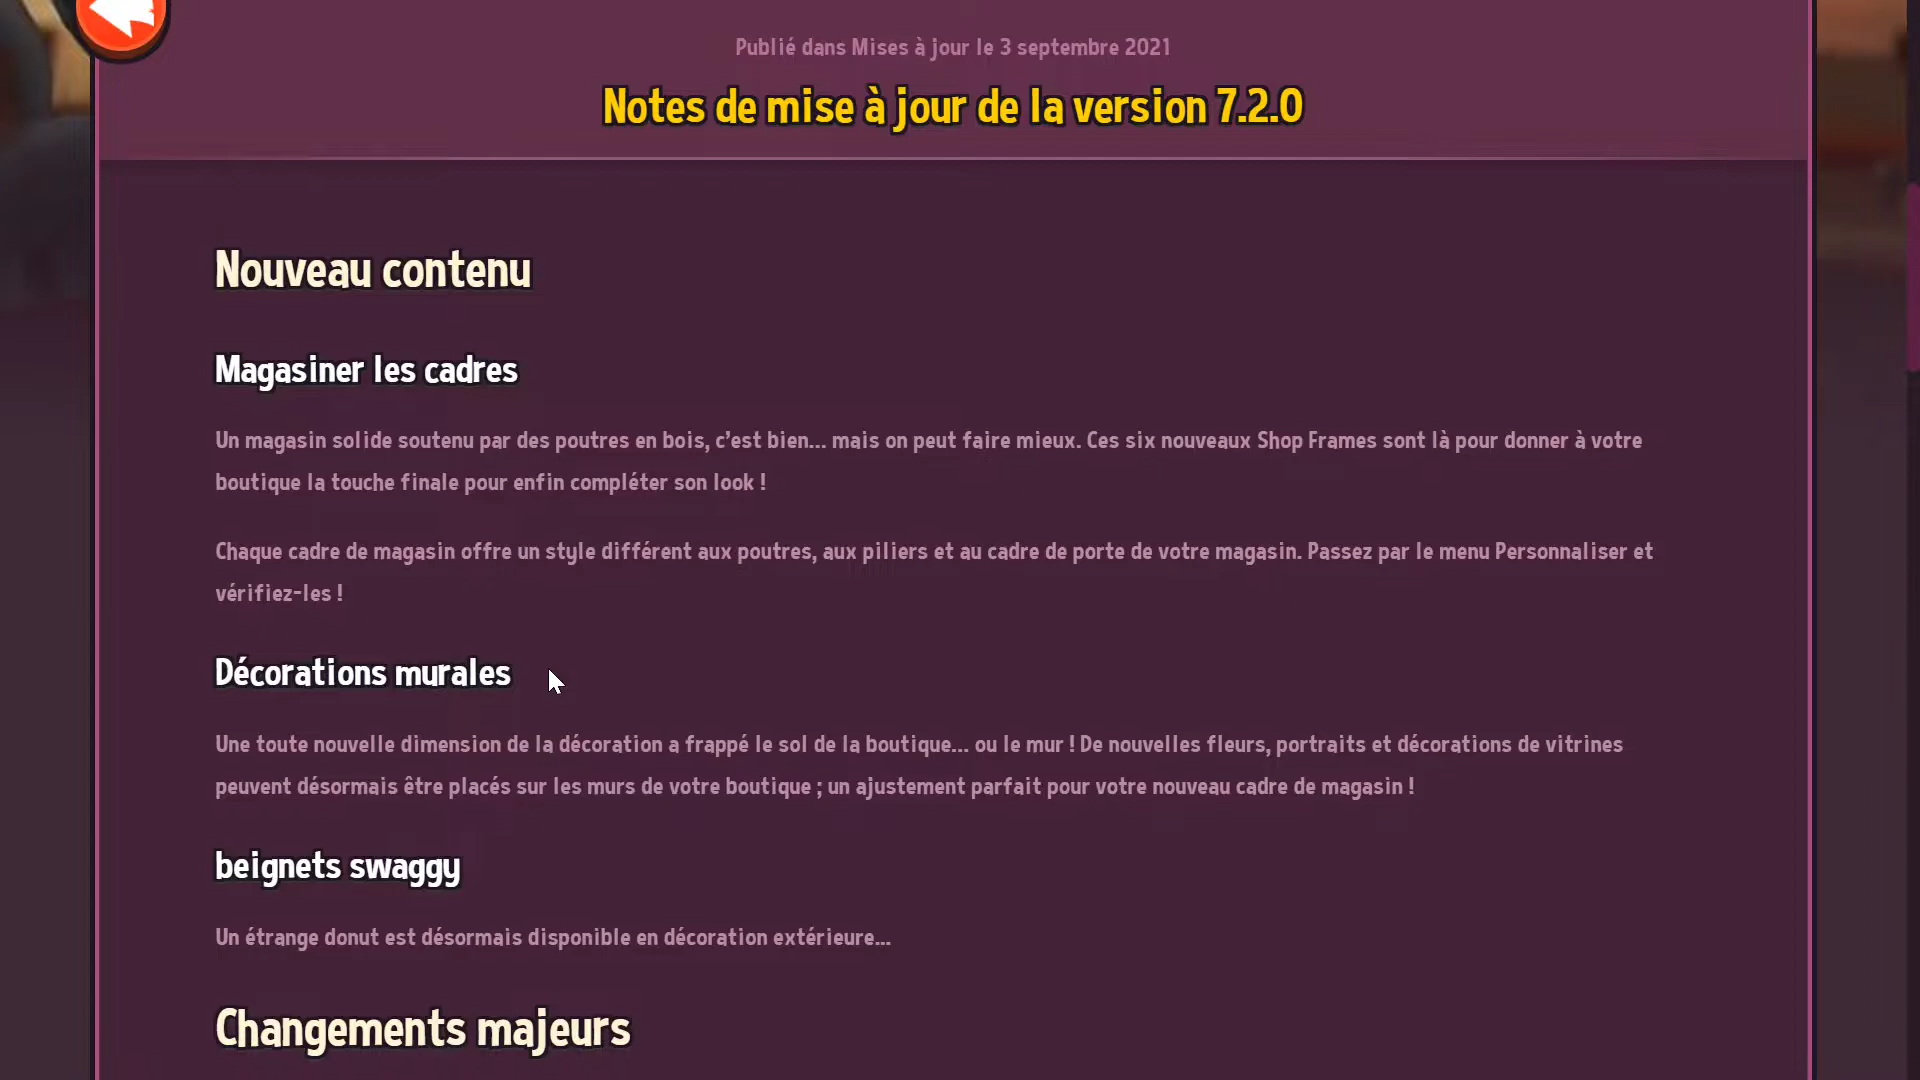 Publié dans Mises à jour le 3 septembre 2021
Notes de mise à jour de la version 7.2.0
Nouveau contenu
Magasiner les cadres
Un magasin solide soutenu par des poutres en bois, c'est bien... mais on peut faire mieux. Ces six nouveaux Shop Frames sont là pour donner à votre
boutique la touche finale pour enfin compléter son look !
Chaque cadre de magasin offre un style différent aux poutres, aux piliers et au cadre de porte de votre magasin. Passez par le menu Personnaliser et
vérifiez-les !
Décorations murales
Une toute nouvelle dimension de la décoration a frappé le sol de la boutique... ou le mur ! De nouvelles fleurs, portraits et décorations de vitrines
peuvent désormais être placés sur les murs de votre boutique ; un ajustement parfait pour votre nouveau cadre de magasin !
beignets swaggy
Un étrange donut est désormais disponible en décoration extérieure...
Changements majeurs